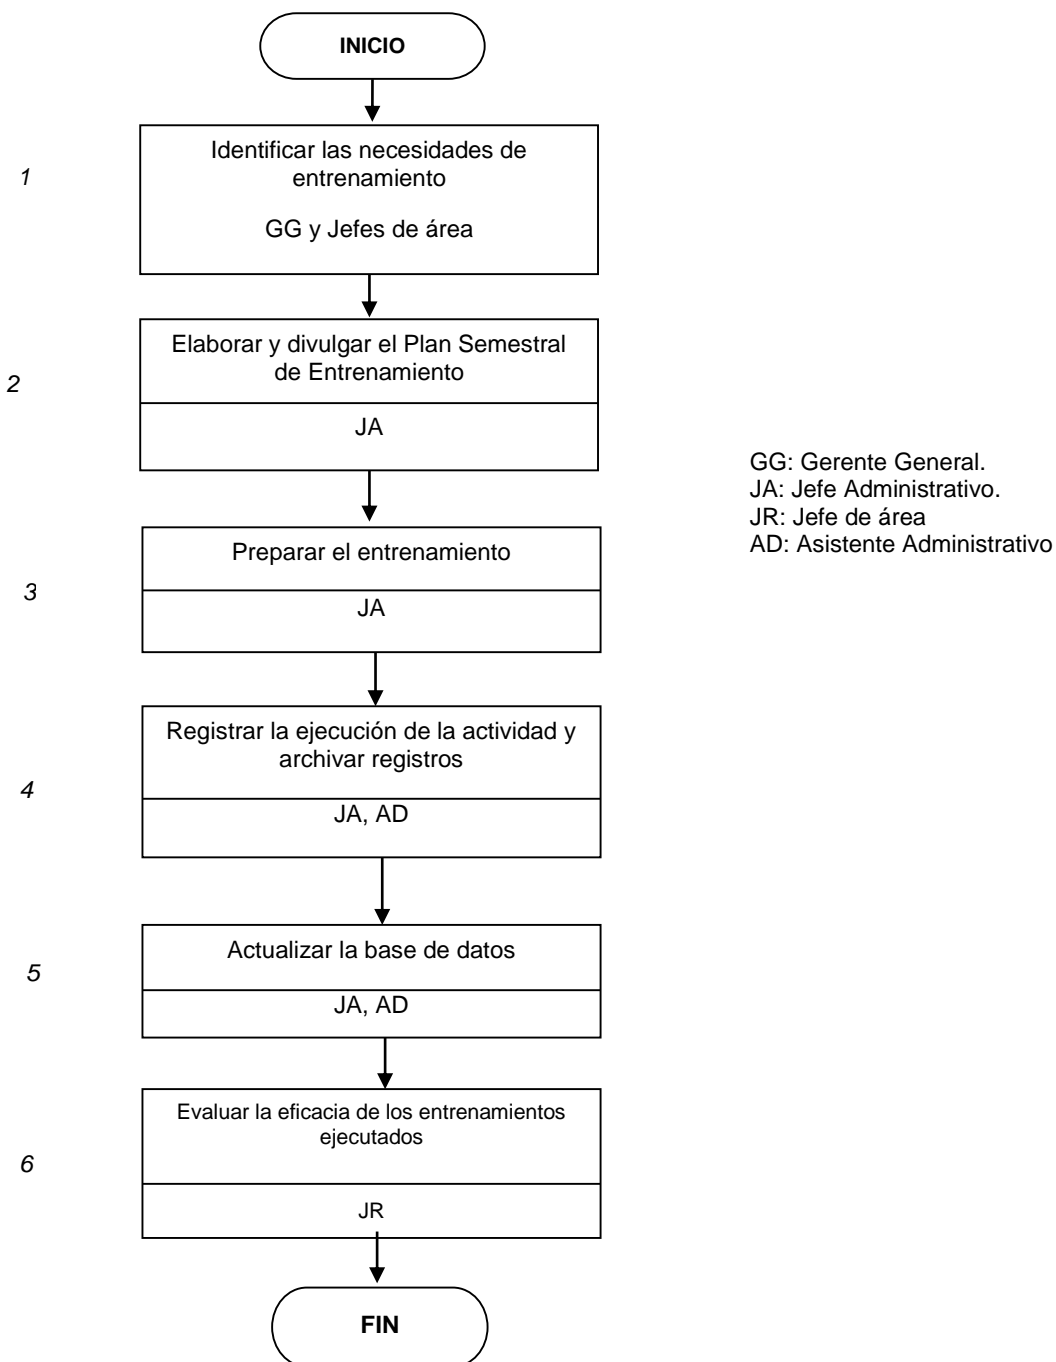 INICIO
1
Identificar las necesidades de
entrenamiento
GG y Jefes de área
2
Elaborar y divulgar el Plan Semestral
de Entrenamiento
JA
GG: Gerente General.
JA: Jefe Administrativo.
JR: Jefe de área
AD: Asistente Administrativo
3
Preparar el entrenamiento
JA
4
Registrar la ejecución de la actividad y
archivar registros
JA, AD
5
Actualizar la base de datos
JA, AD
6
Evaluar la eficacia de los entrenamientos
ejecutados
JR
FIN